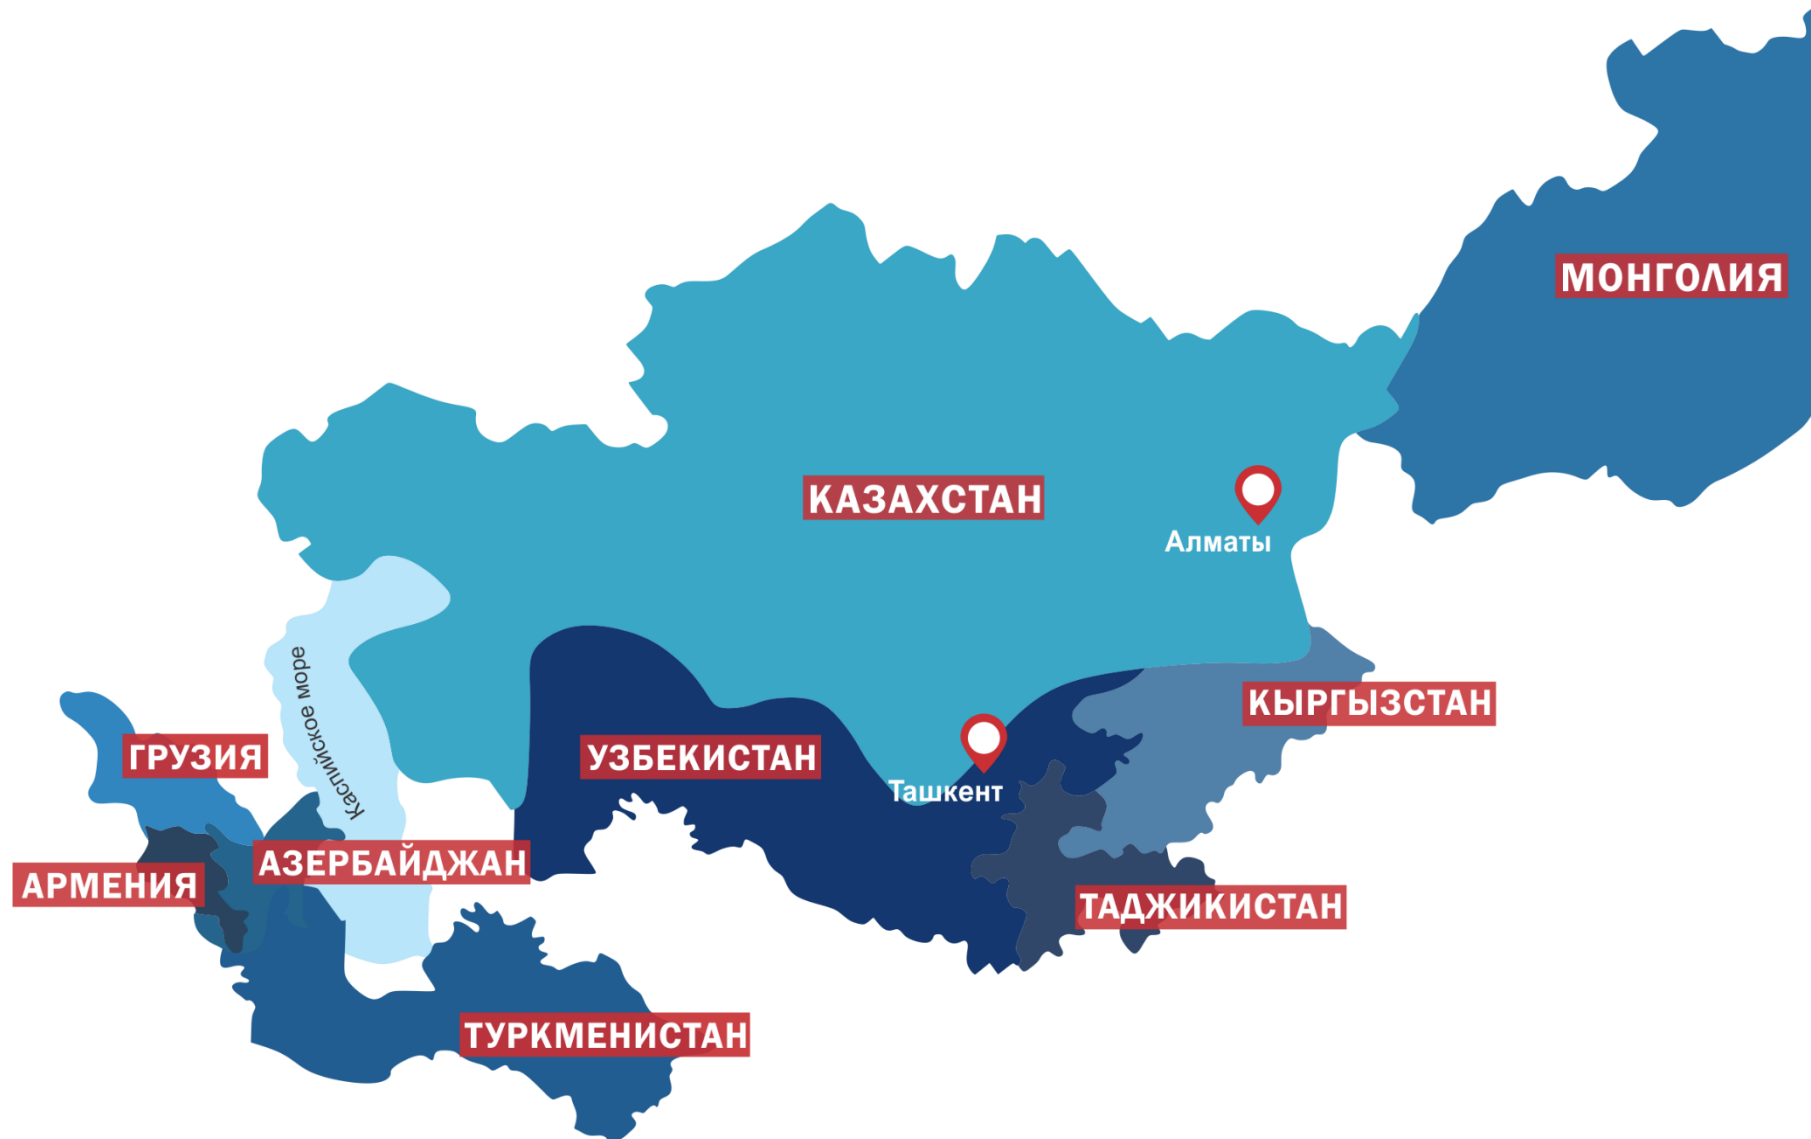 МОНГОЛИЯ
КАЗАХСТАН
Алматы
Каспийское море
КЫРГЫЗСТАН
ГРУЗИЯ
УЗБЕКИСТАН
Ташкент
АЗЕРБАЙДЖАН
АРМЕНИЯ
ТАДЖИКИСТАН
ТУРКМЕНИСТАН